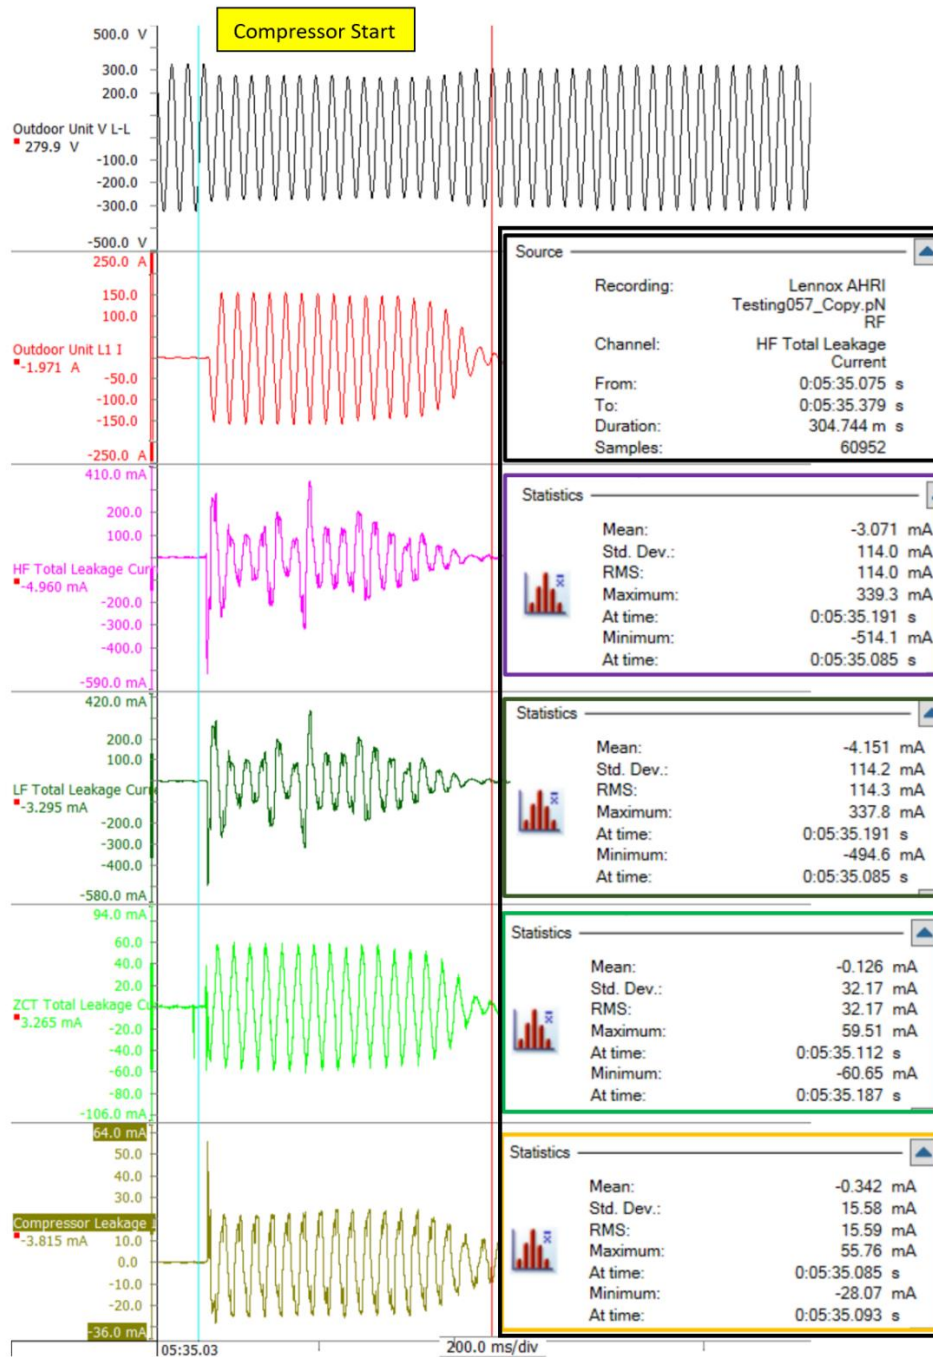 Compressor Start
500.0 V
300.0
200.0
Outdoor Unit V L-L
279.9 V
-100.0
-200.0
-300.0
-500.0 V
250.0 A
150.0
100.0
Outdoor Unit L1 I
-1.971 A
-50.0
-100.0
-150.0
-250.0 A
410.0 mA
200.0
100.0
HF Total Leakage Curr
-4.960 mA
-200.0
-300.0
-400.0
-590.0 mA
420.0 mA
200.0
100.0
LF Total Leakage Curr
-3.295 mA
-200.0
-300.0
-400.0
-580.0 mA
94.0 mA
60.0
40.0
20.0
ZCT Total Leakage Cu
3.265 mA
-20.0
-40.0
-60.0
-80.0
-106.0 mA
64.0 mA
50.0
40.0
30.0
Compressor Leakage
-3.815 mA
10.0
0.0
-10.0
-20.0
-36.0 mA
05:35.03
200.0 ms/div
Source
Recording: Lennox AHRI
Testing057_Copy.pN
RF
Channel: HF Total Leakage
Current
From: 0:05:35.075 s
To: 0:05:35.379 s
Duration: 304.744 m s
Samples: 60952
Statistics
Mean: -3.071 mA
Std. Dev.: 114.0 mA
RMS: 114.0 mA
Maximum: 339.3 mA
At time: 0:05:35.191 s
Minimum: -514.1 mA
At time: 0:05:35.085 s
Statistics
Mean: -4.151 mA
Std. Dev.: 114.2 mA
RMS: 114.3 mA
Maximum: 337.8 mA
At time: 0:05:35.191 s
Minimum: -494.6 mA
At time: 0:05:35.085 s
Statistics
Mean: -0.126 mA
Std. Dev.: 32.17 mA
RMS: 32.17 mA
Maximum: 59.51 mA
At time: 0:05:35.112 s
Minimum: -60.65 mA
At time: 0:05:35.187 s
Statistics
Mean: -0.342 mA
Std. Dev.: 15.58 mA
RMS: 15.59 mA
Maximum: 55.76 mA
At time: 0:05:35.085 s
Minimum: -28.07 mA
At time: 0:05:35.093 s